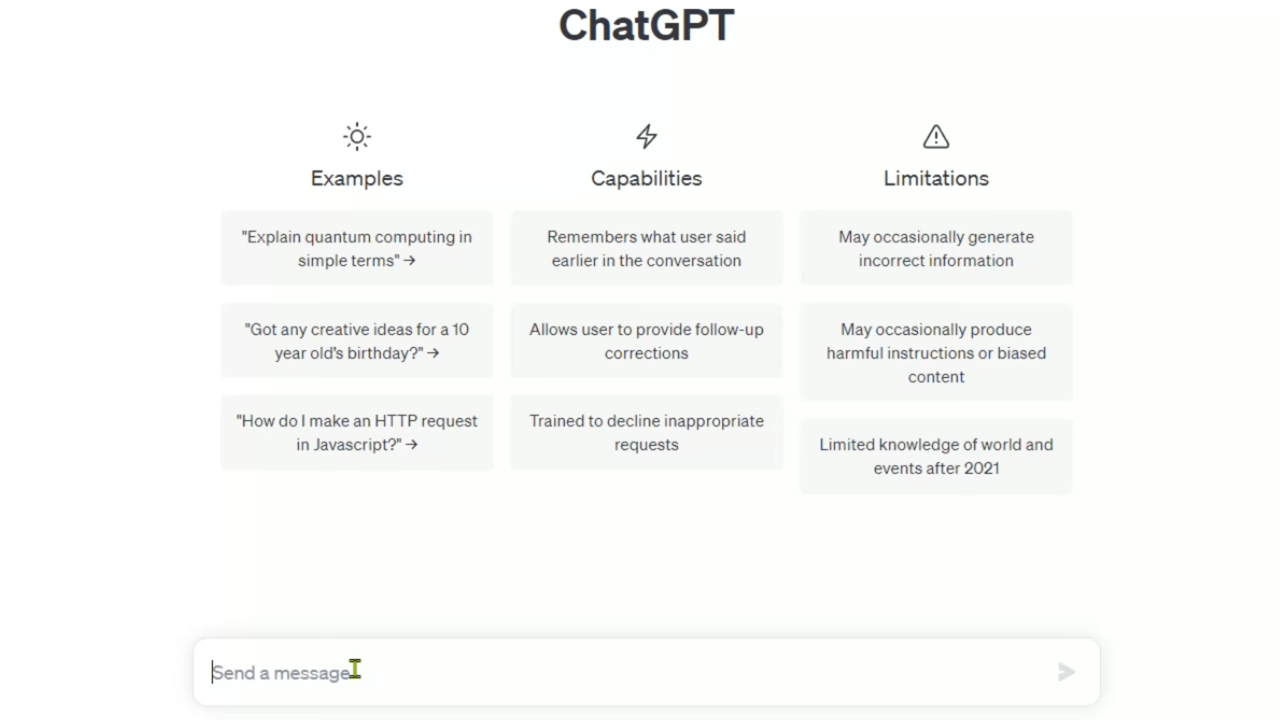 ChatGPT
Examples
Capabilities
Limitations
"Explain quantum computing in
simple terms" →
Remembers what user said
earlier in the conversation
May occasionally generate
incorrect information
"Got any creative ideas for a 10
year old's birthday?" →
Allows user to provide follow-up
corrections
May occasionally produce
harmful instructions or biased
content
"How do I make an HTTP request
in Javascript?" →
Trained to decline inappropriate
requests
Limited knowledge of world and
events after 2021
Send a message